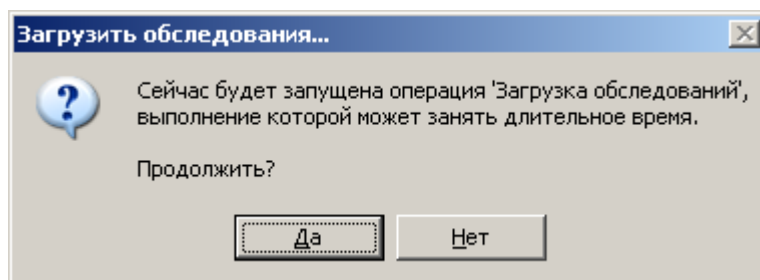 Загрузить обследования...
Сейчас будет запущена операция 'Загрузка обследований',
выполнение которой может занять длительное время.
Продолжить?
Да
Нет